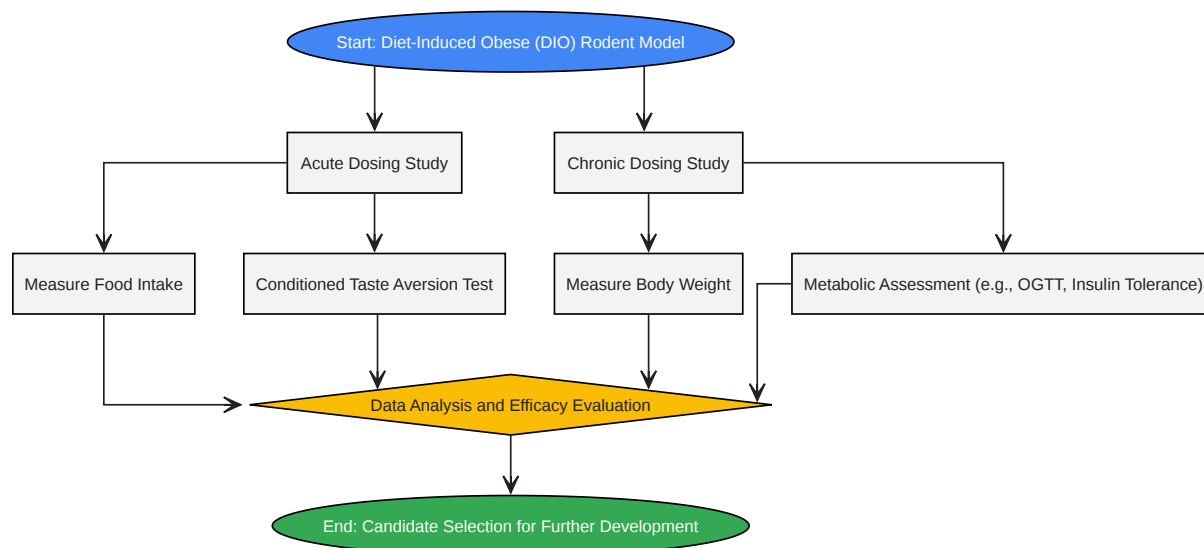 Start: Diet-Induced Obese (DIO) Rodent Model
Acute Dosing Study
Chronic Dosing Study
Measure Food Intake
Conditioned Taste Aversion Test
Measure Body Weight
Metabolic Assessment (e.g., OGTT, Insulin Tolerance)
Data Analysis and Efficacy Evaluation
End: Candidate Selection for Further Development